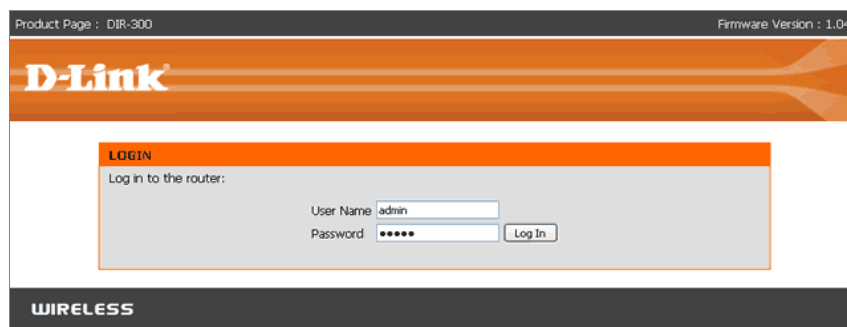 Product Page : DIR-300
Firmware Version : 1.04
D-Link
LOGIN
Log in to the router:
User Name admin
Password •••••
Log In
WIRELESS